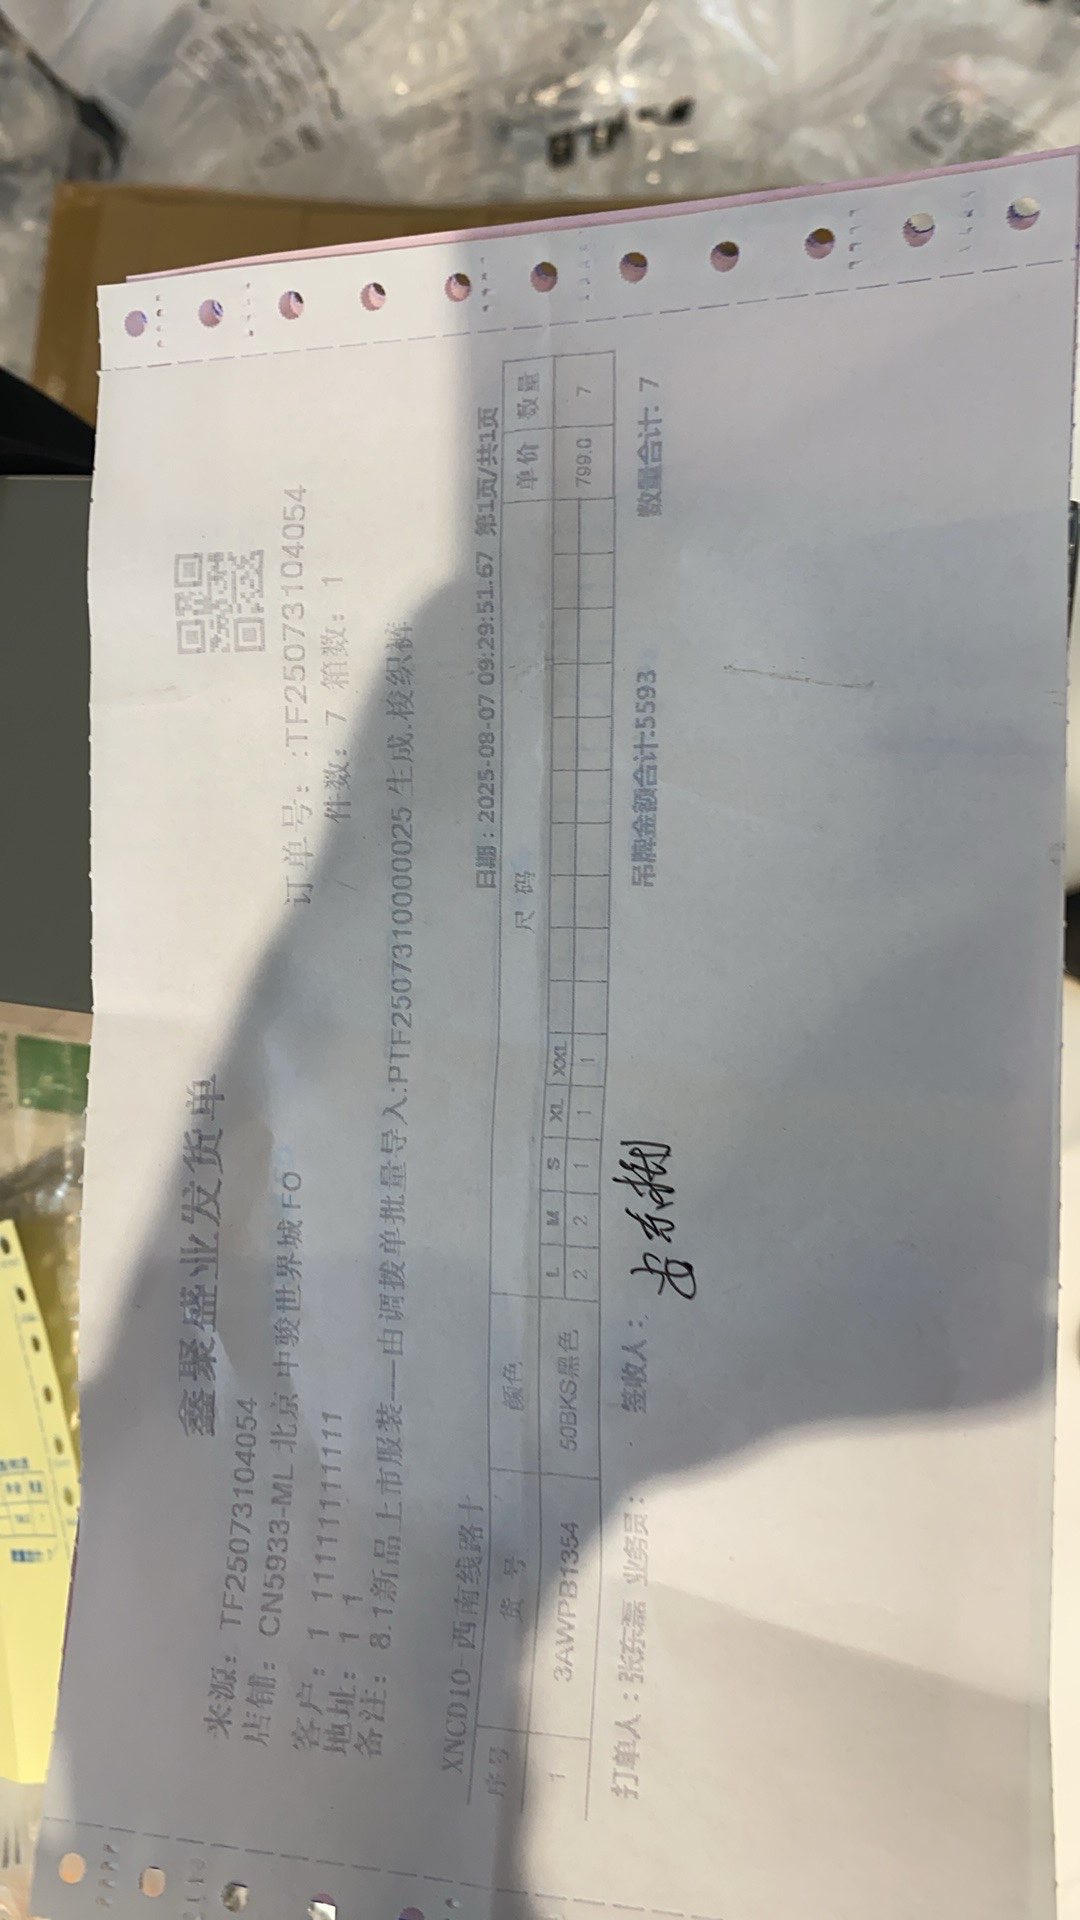 鑫聚盛业发货单
来源: TF250731040​54
订单号: :TF25073104054
店铺: CN5933-ML 北京 中骏世界城 FO
件数: 7 箱数: 1
客户: 1 11111111111
地址: 1 1
备注: 8.1新品上市服装——由调拨单批量导入:PTF250731000025 生成.梭织裤
XNCD10-西南线路十
日期:2025-08-07 09:29:51.67 第1页/共1页
序号 货 号 颜色 尺 码 单价 数量
L M S XL XXL
1 3AWPB1354 50BKS黑色 2 2 1 1 1 799.0 7
打单人:张东磊 业务员: 签收人: 吊牌金额合计:5593 数量合计: 7
MLB